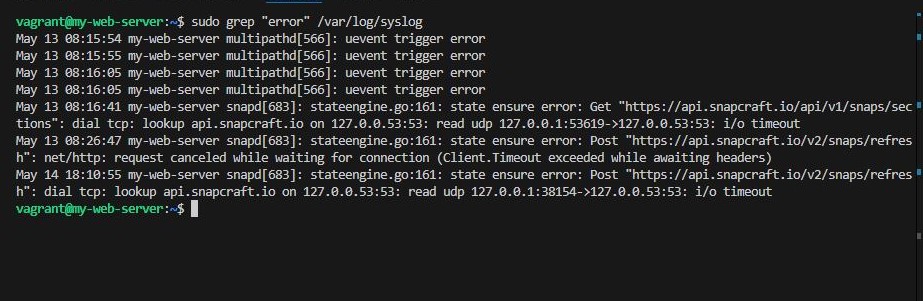 vagrant@my-web-server:~$ sudo grep "error" /var/log/syslog
May 13 08:15:54 my-web-server multipathd[566]: uevent trigger error
May 13 08:15:55 my-web-server multipathd[566]: uevent trigger error
May 13 08:16:05 my-web-server multipathd[566]: uevent trigger error
May 13 08:16:05 my-web-server multipathd[566]: uevent trigger error
May 13 08:16:41 my-web-server snapd[683]: stateengine.go:161: state ensure error: Get "https://api.snapcraft.io/api/v1/snaps/sec
tions": dial tcp: lookup api.snapcraft.io on 127.0.0.53:53: read udp 127.0.0.1:53619->127.0.0.53:53: i/o timeout
May 13 08:26:47 my-web-server snapd[683]: stateengine.go:161: state ensure error: Post "https://api.snapcraft.io/v2/snaps/refres
h": net/http: request canceled while waiting for connection (Client.Timeout exceeded while awaiting headers)
May 14 18:10:55 my-web-server snapd[683]: stateengine.go:161: state ensure error: Post "https://api.snapcraft.io/v2/snaps/refres
h": dial tcp: lookup api.snapcraft.io on 127.0.0.53:53: read udp 127.0.0.1:38154->127.0.0.53:53: i/o timeout
vagrant@my-web-server:~$